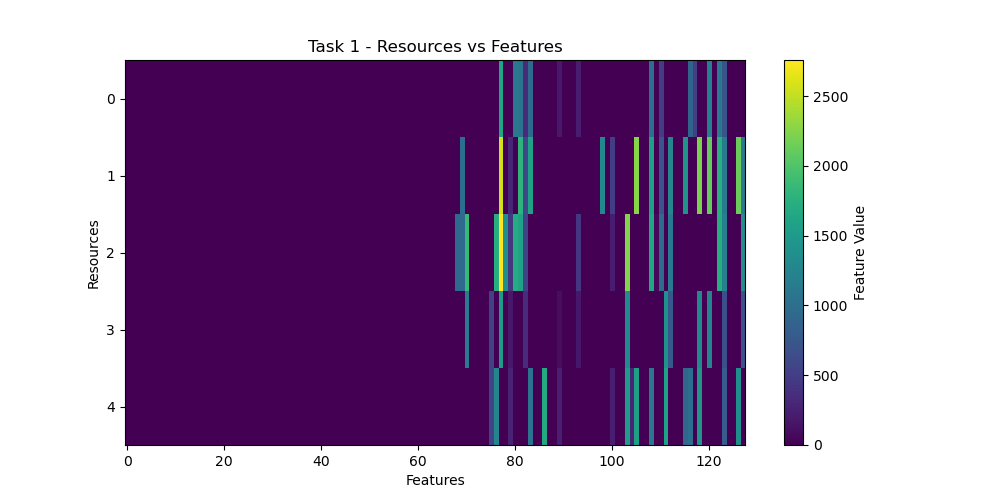 Task 1 - Resources vs Features
Resources
0
1
2
3
4
0 20 40 60 80 100 120
Features
2500
2000
1500
1000
500
0
Feature Value